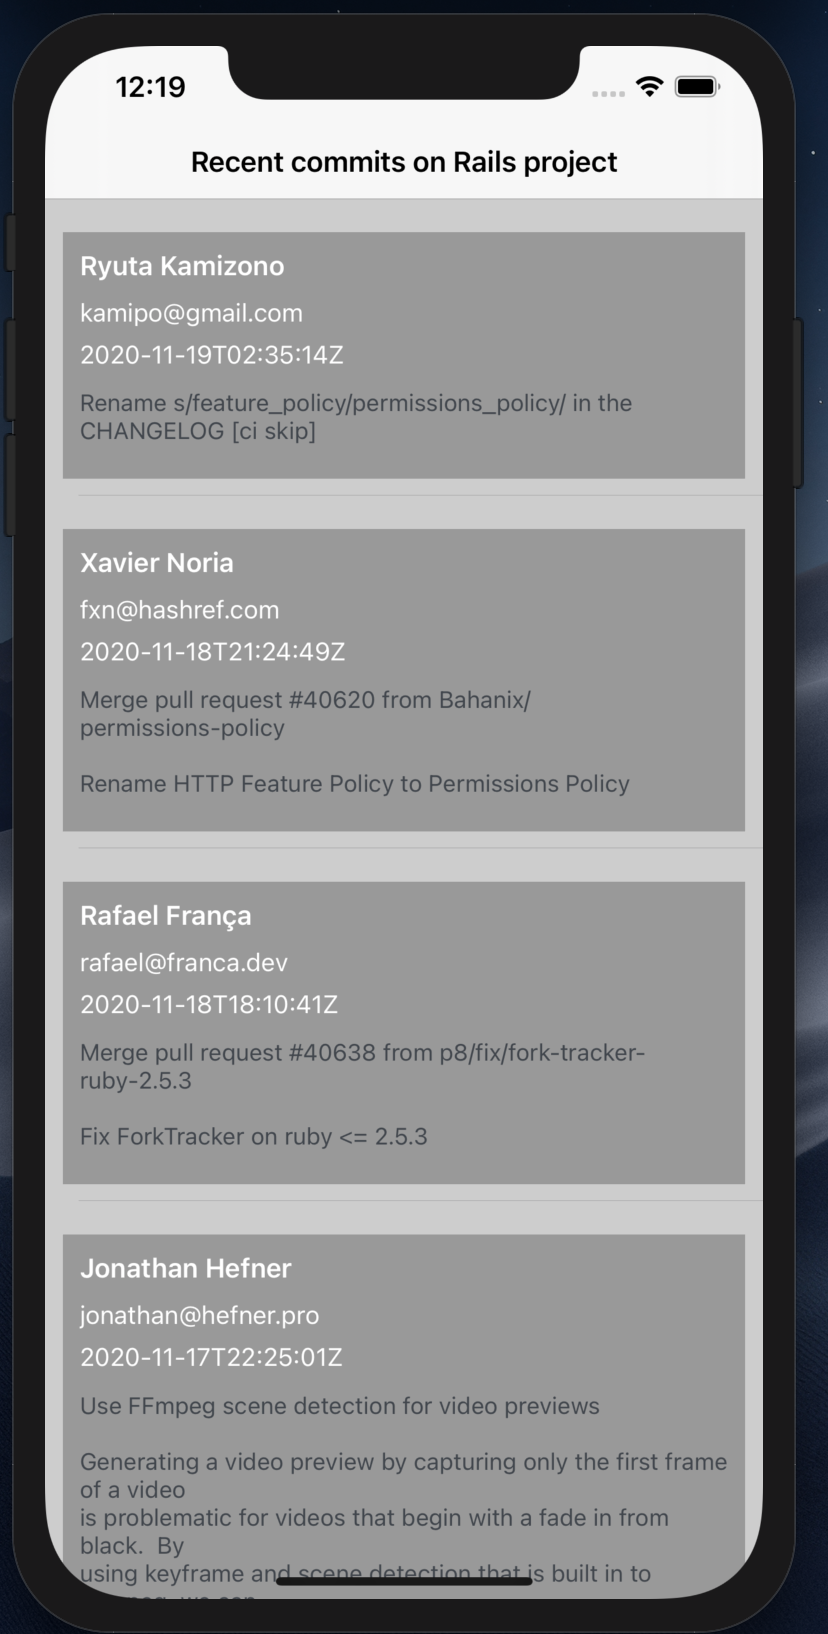 12:19
Recent commits on Rails project
Ryuta Kamizono
kamipo@gmail.com
2020-11-19T02:35:14Z
Rename s/feature_policy/permissions_policy/ in the
CHANGELOG [ci skip]
Xavier Noria
fxn@hashref.com
2020-11-18T21:24:49Z
Merge pull request #40620 from Bahanix/
permissions-policy
Rename HTTP Feature Policy to Permissions Policy
Rafael França
rafael@franca.dev
2020-11-18T18:10:41Z
Merge pull request #40638 from p8/fix/fork-tracker-
ruby-2.5.3
Fix ForkTracker on ruby <= 2.5.3
Jonathan Hefner
jonathan@hefner.pro
2020-11-17T22:25:01Z
Use FFmpeg scene detection for video previews
Generating a video preview by capturing only the first frame
of a video
is problematic for videos that begin with a fade in from
black.  By
using keyframe and scene detection that is built in to